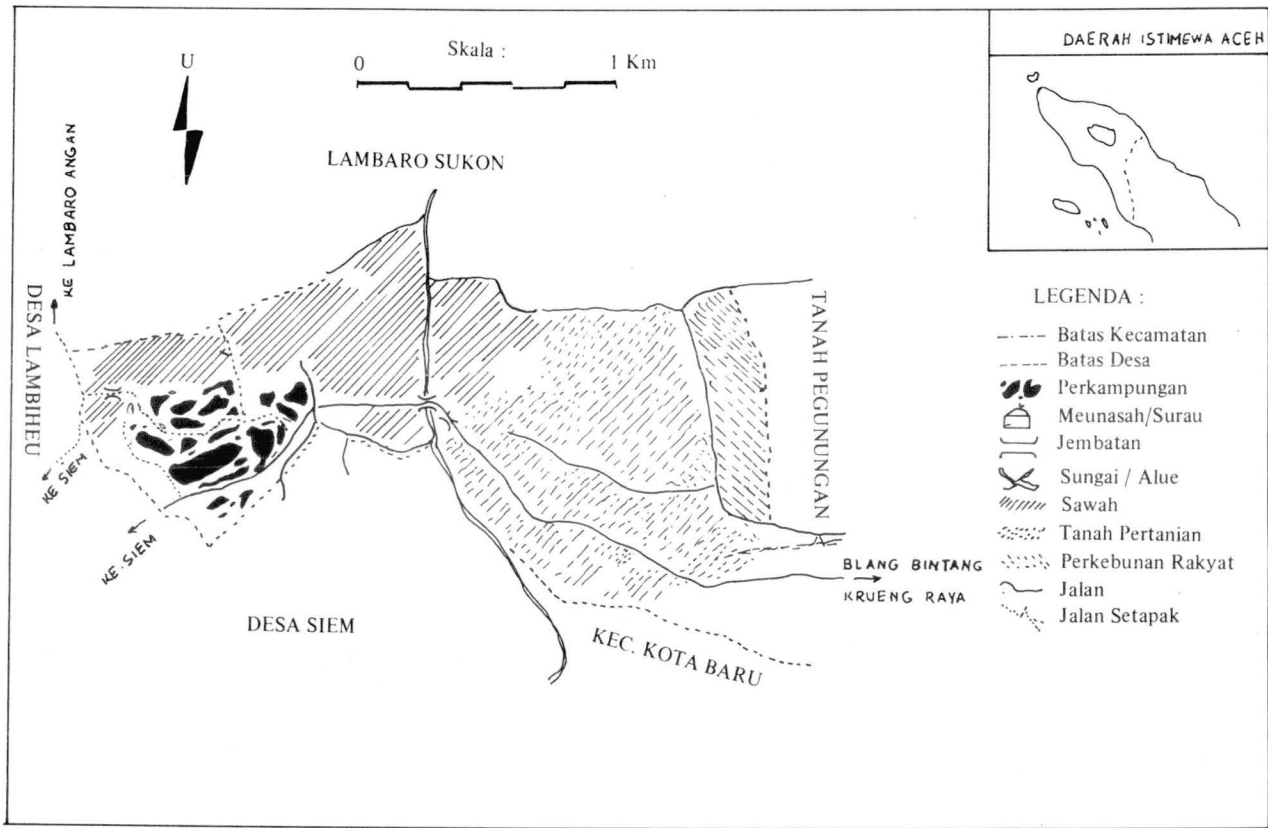 DAERAH ISTIMEWA ACEH
Skala :
0 1 Km
U
LAMBARO SUKON
KE LAMBARO ANGAN
DESA LAMBIHEU
KE SIEM
KE SIEM
DESA SIEM
TANAH PEGUNUNGAN
BLANG BINTANG
KRUENG RAYA
KEC. KOTA BARU
LEGENDA :
Batas Kecamatan
Batas Desa
Perkampungan
Meunasah/Surau
Jembatan
Sungai / Alue
Sawah
Tanah Pertanian
Perkebunan Rakyat
Jalan
Jalan Setapak